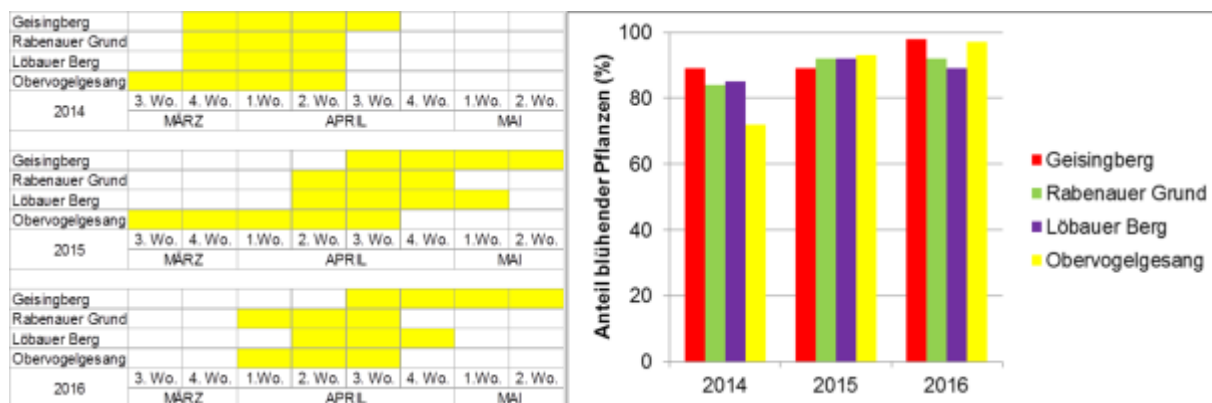 Geisingberg
Rabenauer Grund
Löbauer Berg
Obervogelgesang
2014
3. Wo. 4. Wo. 1.Wo. 2. Wo. 3. Wo. 4. Wo. 1.Wo. 2. Wo.
MÄRZ APRIL MAI
Geisingberg
Rabenauer Grund
Löbauer Berg
Obervogelgesang
2015
3. Wo. 4. Wo. 1.Wo. 2. Wo. 3. Wo. 4. Wo. 1.Wo. 2. Wo.
MÄRZ APRIL MAI
Geisingberg
Rabenauer Grund
Löbauer Berg
Obervogelgesang
2016
3. Wo. 4. Wo. 1.Wo. 2. Wo. 3. Wo. 4. Wo. 1.Wo. 2. Wo.
MÄRZ APRIL MAI
Anteil blühender Pflanzen (%)
100
80
60
40
20
0
2014 2015 2016
Geisingberg
Rabenauer Grund
Löbauer Berg
Obervogelgesang